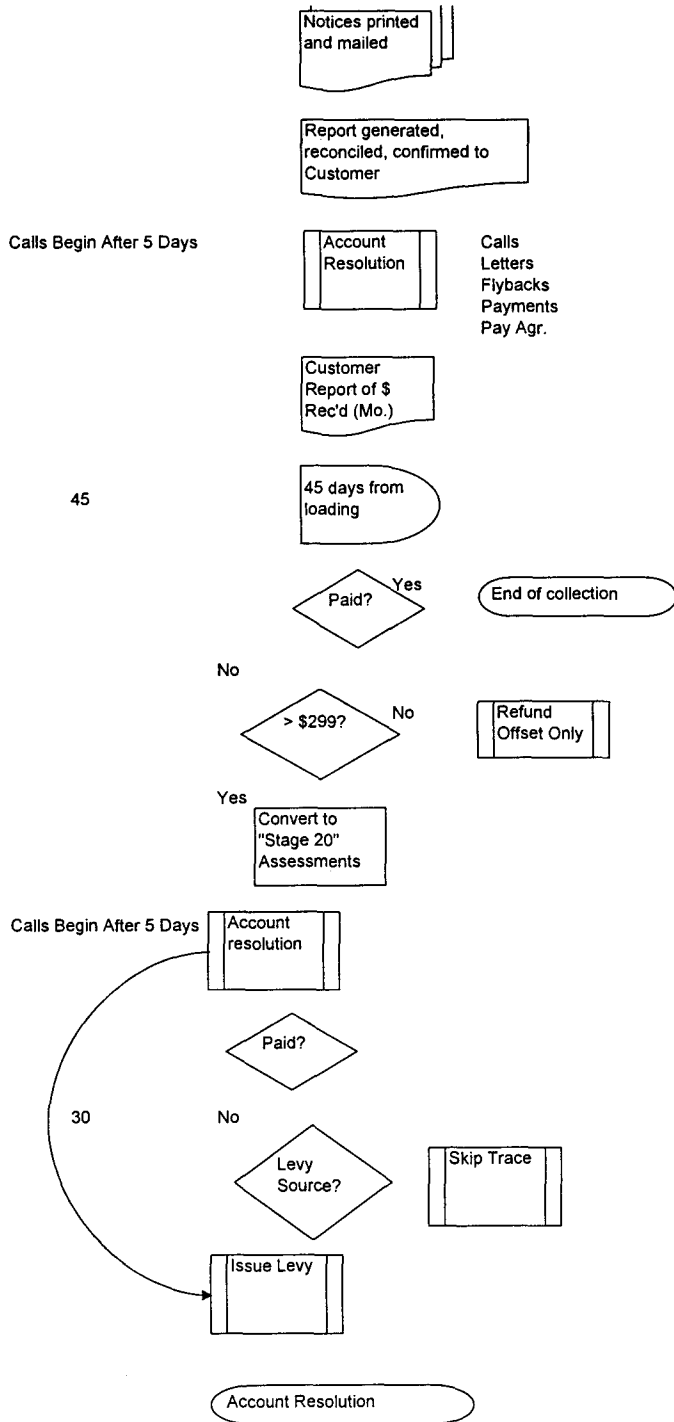 Notices printed
and mailed
Report generated,
reconciled, confirmed to
Customer
Calls Begin After 5 Days
Account
Resolution
Calls
Letters
Flybacks
Payments
Pay Agr.
Customer
Report of $
Rec'd (Mo.)
45
45 days from
loading
Paid?
Yes
End of collection
No
> $299?
No
Refund
Offset Only
Yes
Convert to
"Stage 20"
Assessments
Calls Begin After 5 Days
Account
resolution
Paid?
30
No
Levy
Source?
Skip Trace
Issue Levy
Account Resolution